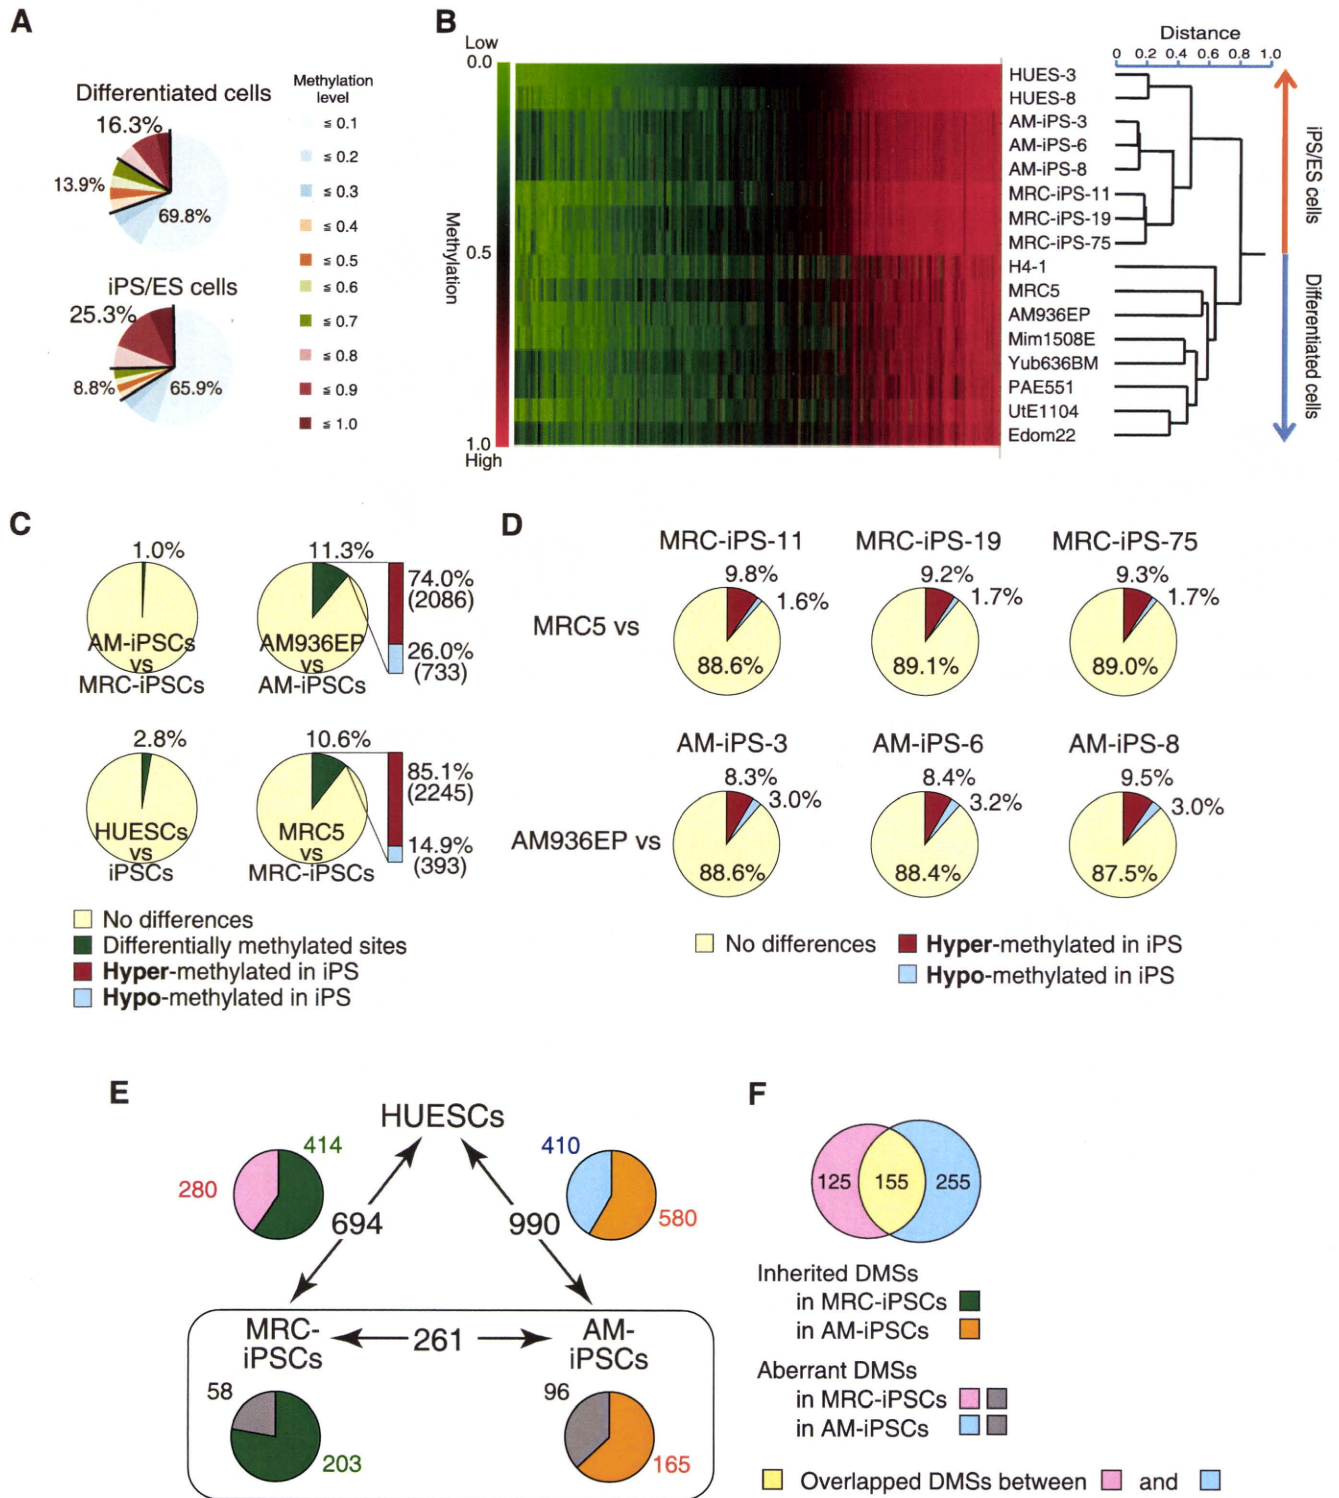 A
Differentiated cells
16.3%
13.9%
69.8%
iPS/ES cells
25.3%
8.8%
65.9%
Methylation
level
≦ 0.1
≦ 0.2
≦ 0.3
≦ 0.4
≦ 0.5
≦ 0.6
≦ 0.7
≦ 0.8
≦ 0.9
≦ 1.0
B
Low
0.0
0.5
1.0
High
Methylation
HUES-3
HUES-8
AM-iPS-3
AM-iPS-6
AM-iPS-8
MRC-iPS-11
MRC-iPS-19
MRC-iPS-75
H4-1
MRC5
AM936EP
Mim1508E
Yub636BM
PAE551
UtE1104
Edom22
Distance
0 0.2 0.4 0.6 0.8 1.0
iPS/ES cells
Differentiated cells
C
1.0%
AM-iPSCs
vs
MRC-iPSCs
11.3%
AM936EP
vs
AM-iPSCs
74.0%
(2086)
26.0%
(733)
2.8%
HUESCs
vs
iPSCs
10.6%
MRC5
vs
MRC-iPSCs
85.1%
(2245)
14.9%
(393)
No differences
Differentially methylated sites
Hyper-methylated in iPS
Hypo-methylated in iPS
D
MRC5 vs
MRC-iPS-11
9.8%
1.6%
88.6%
MRC-iPS-19
9.2%
1.7%
89.1%
MRC-iPS-75
9.3%
1.7%
89.0%
AM936EP vs
AM-iPS-3
8.3%
3.0%
88.6%
AM-iPS-6
8.4%
3.2%
88.4%
AM-iPS-8
9.5%
3.0%
87.5%
No differences
Hyper-methylated in iPS
Hypo-methylated in iPS
E
HUESCs
414
280
694
410
580
990
MRC-
iPSCs
261
AM-
iPSCs
58
203
96
165
F
125 155 255
Inherited DMSs
in MRC-iPSCs
in AM-iPSCs
Aberrant DMSs
in MRC-iPSCs
in AM-iPSCs
Overlapped DMSs between and